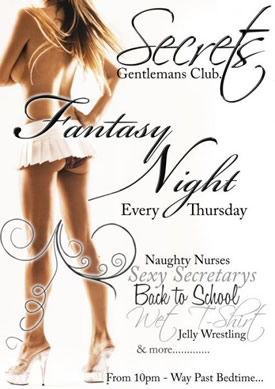 Secrets
Gentlemans Club.
Fantasy
Night
Every Thursday
Naughty Nurses
Sexy Secretarys
Back to School
Wet T-Shirt
Jelly Wrestling
& more.............
From 10pm - Way Past Bedtime...